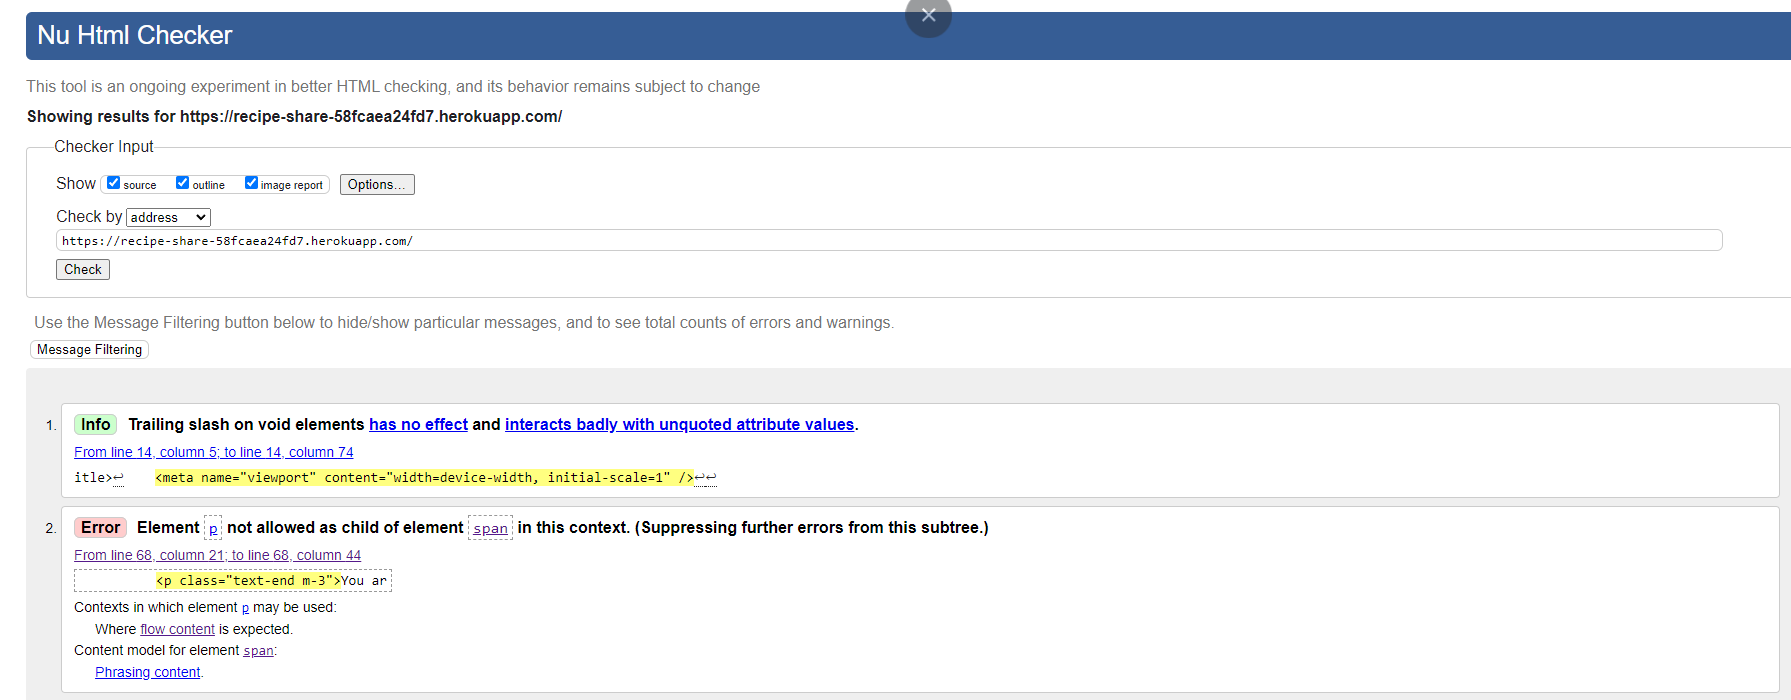 Nu Html Checker
This tool is an ongoing experiment in better HTML checking, and its behavior remains subject to change
Showing results for https://recipe-share-58fcaea24fd7.herokuapp.com/
Checker Input
Show source outline image report Options...
Check by address
https://recipe-share-58fcaea24fd7.herokuapp.com/
Check
Use the Message Filtering button below to hide/show particular messages, and to see total counts of errors and warnings.
Message Filtering
1. Info Trailing slash on void elements has no effect and interacts badly with unquoted attribute values.
From line 14, column 5; to line 14, column 74
itle>↩ <meta name="viewport" content="width=device-width, initial-scale=1" />↩↩
2. Error Element p not allowed as child of element span in this context. (Suppressing further errors from this subtree.)
From line 68, column 21; to line 68, column 44
<p class="text-end m-3">You ar
Contexts in which element p may be used:
Where flow content is expected.
Content model for element span:
Phrasing content.